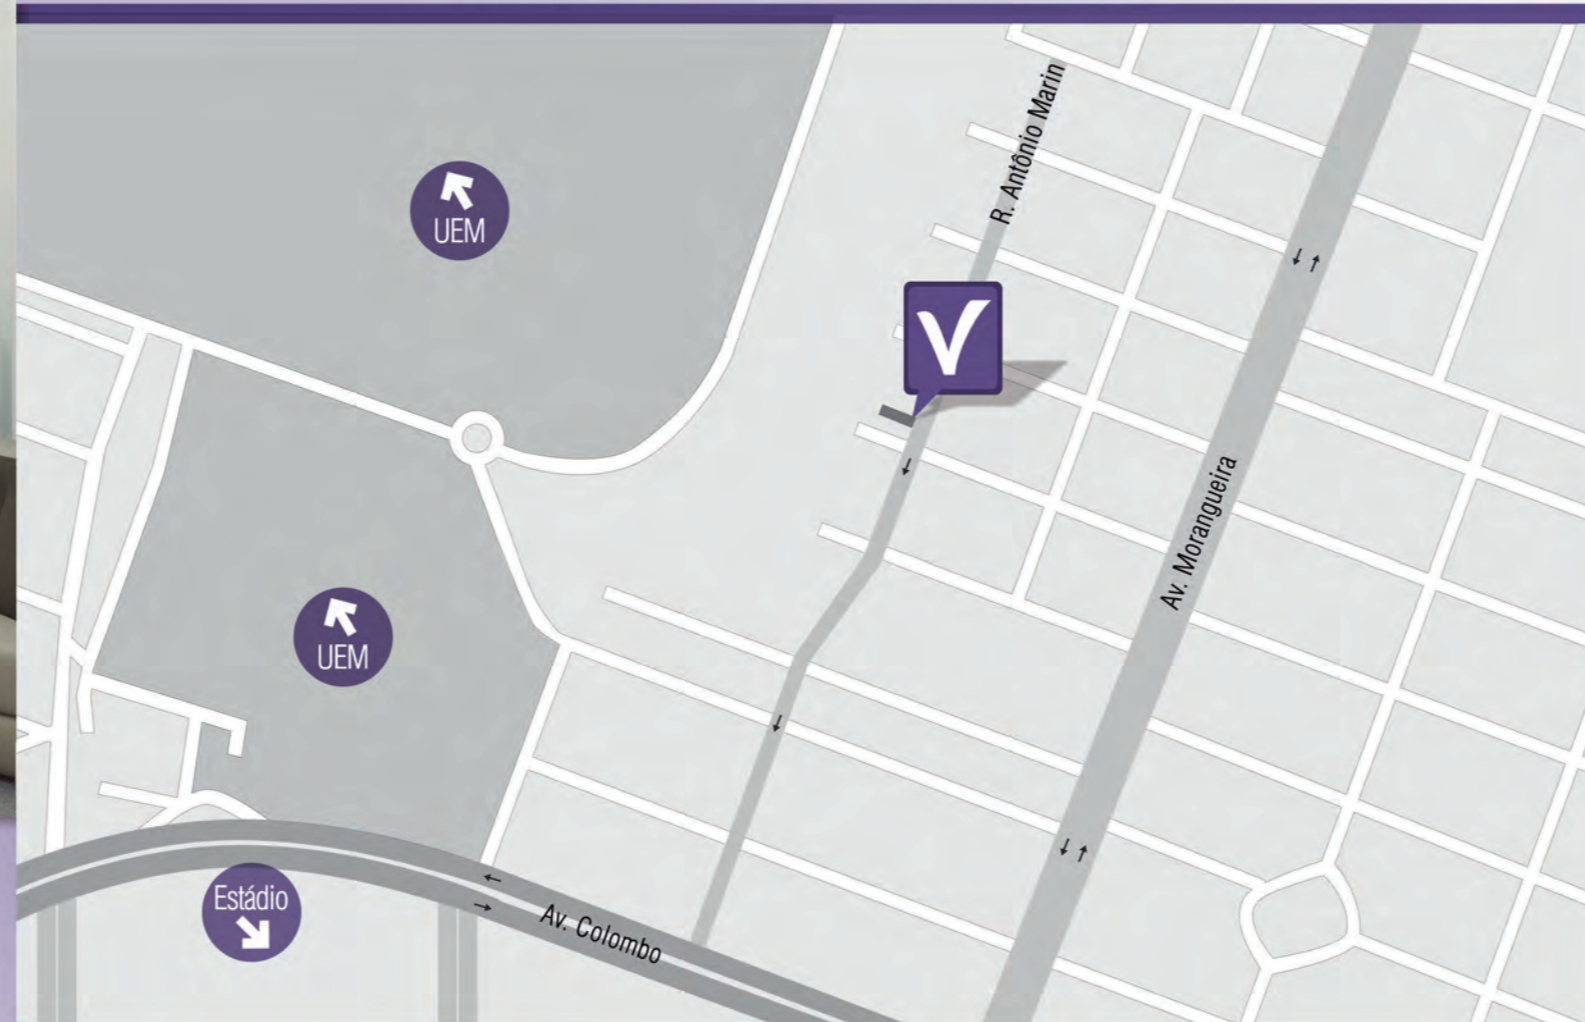 R. Antônio Marin
UEM
V
Av. Morangueira
UEM
Estádio
Av. Colombo